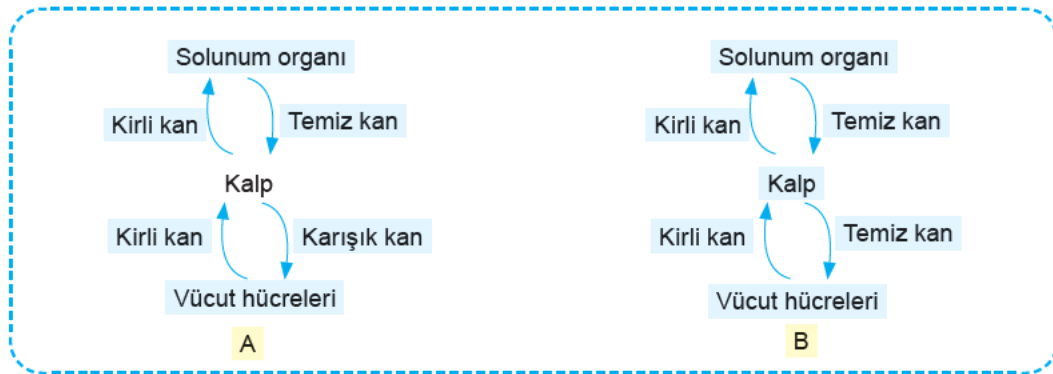 Solunum organı
Kirli kan
Temiz kan
Kalp
Kirli kan
Karışık kan
Vücut hücreleri
A
Solunum organı
Kirli kan
Temiz kan
Kalp
Kirli kan
Temiz kan
Vücut hücreleri
B